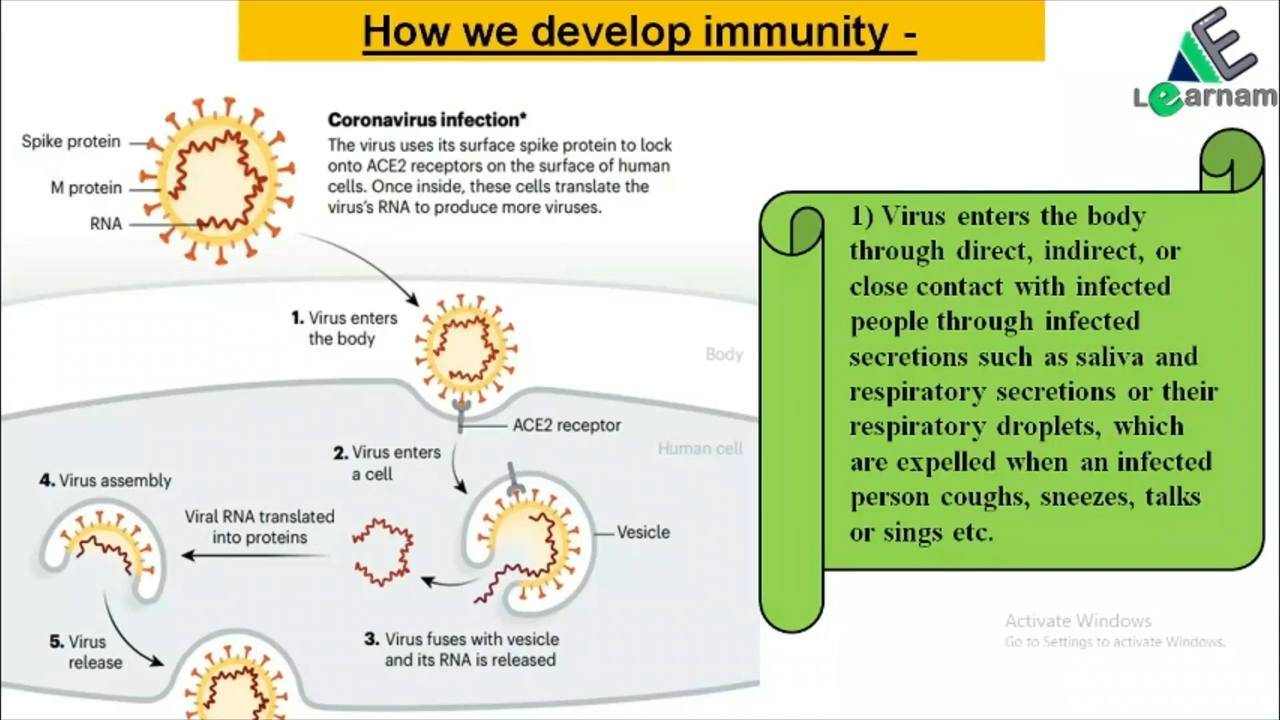 How we develop immunity -
Learnam
Coronavirus infection*
The virus uses its surface spike protein to lock
onto ACE2 receptors on the surface of human
cells. Once inside, these cells translate the
virus's RNA to produce more viruses.
Spike protein
M protein
RNA
1. Virus enters
the body
Body
ACE2 receptor
Human cell
2. Virus enters
a cell
4. Virus assembly
Viral RNA translated
into proteins
Vesicle
5. Virus
release
3. Virus fuses with vesicle
and its RNA is released
1) Virus enters the body
through direct, indirect, or
close contact with infected
people through infected
secretions such as saliva and
respiratory secretions or their
respiratory droplets, which
are expelled when an infected
person coughs, sneezes, talks
or sings etc.
Activate Windows
Go to Settings to activate Windows.